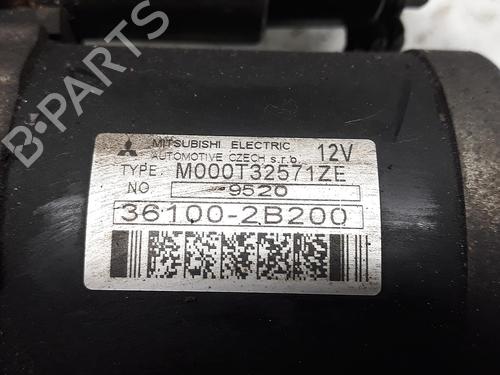 B-PARTS
MITSUBISHI ELECTRIC
AUTOMOTIVE CZECH s.r.o. 12V
TYPE M000T32571ZE
NO 9520
36100-2B200